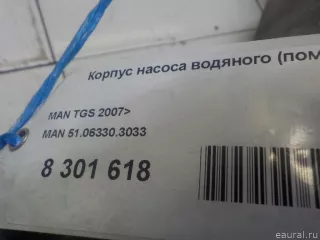 Корпус насоса водяного (пом
MAN TGS 2007>
MAN 51.06330.3033
8 301 618
eaural.ru